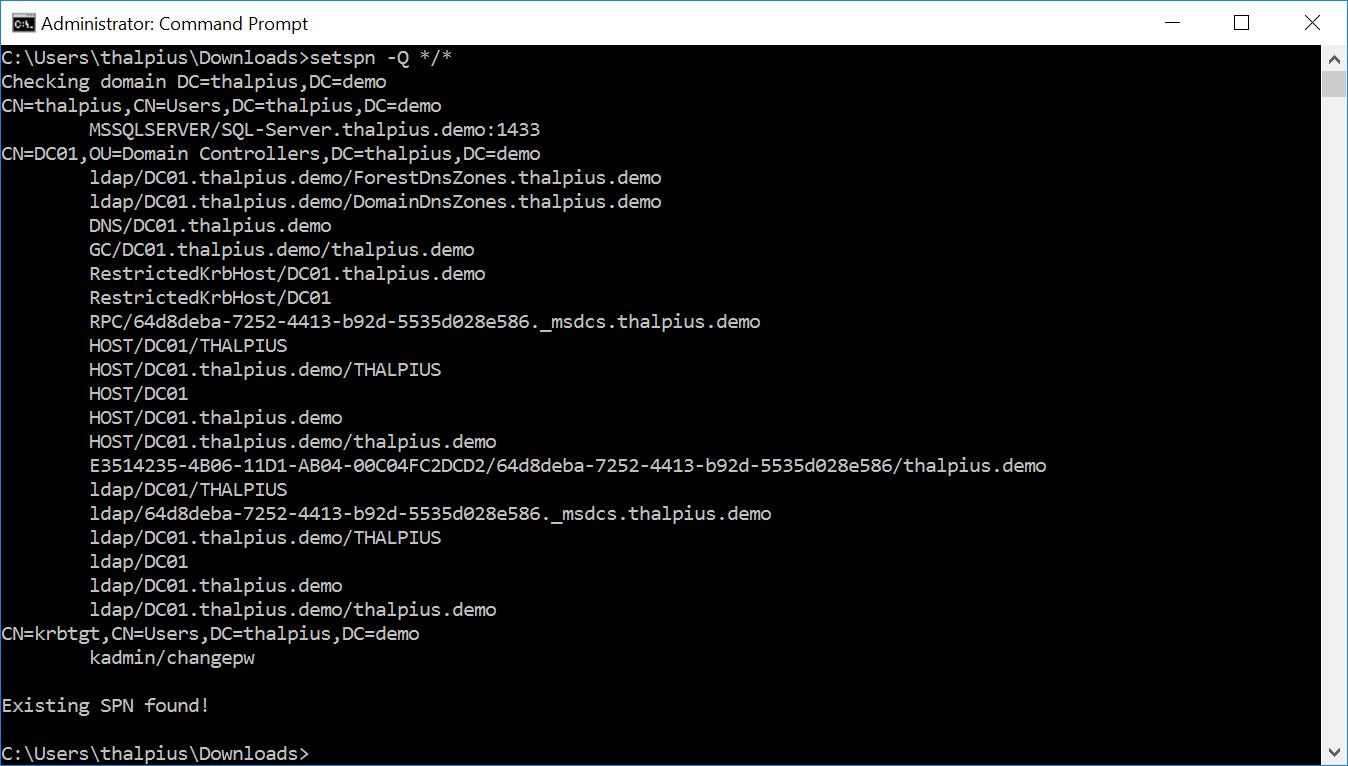 Administrator: Command Prompt
C:\Users\thalpius\Downloads>setspn -Q */*
Checking domain DC=thalpius,DC=demo
CN=thalpius,CN=Users,DC=thalpius,DC=demo
        MSSQLSERVER/SQL-Server.thalpius.demo:1433
CN=DC01,OU=Domain Controllers,DC=thalpius,DC=demo
        ldap/DC01.thalpius.demo/ForestDnsZones.thalpius.demo
        ldap/DC01.thalpius.demo/DomainDnsZones.thalpius.demo
        DNS/DC01.thalpius.demo
        GC/DC01.thalpius.demo/thalpius.demo
        RestrictedKrbHost/DC01.thalpius.demo
        RestrictedKrbHost/DC01
        RPC/64d8deba-7252-4413-b92d-5535d028e586._msdcs.thalpius.demo
        HOST/DC01/THALPIUS
        HOST/DC01.thalpius.demo/THALPIUS
        HOST/DC01
        HOST/DC01.thalpius.demo
        HOST/DC01.thalpius.demo/thalpius.demo
        E3514235-4B06-11D1-AB04-00C04FC2DCD2/64d8deba-7252-4413-b92d-5535d028e586/thalpius.demo
        ldap/DC01/THALPIUS
        ldap/64d8deba-7252-4413-b92d-5535d028e586._msdcs.thalpius.demo
        ldap/DC01.thalpius.demo/THALPIUS
        ldap/DC01
        ldap/DC01.thalpius.demo
        ldap/DC01.thalpius.demo/thalpius.demo
CN=krbtgt,CN=Users,DC=thalpius,DC=demo
        kadmin/changepw
Existing SPN found!
C:\Users\thalpius\Downloads>